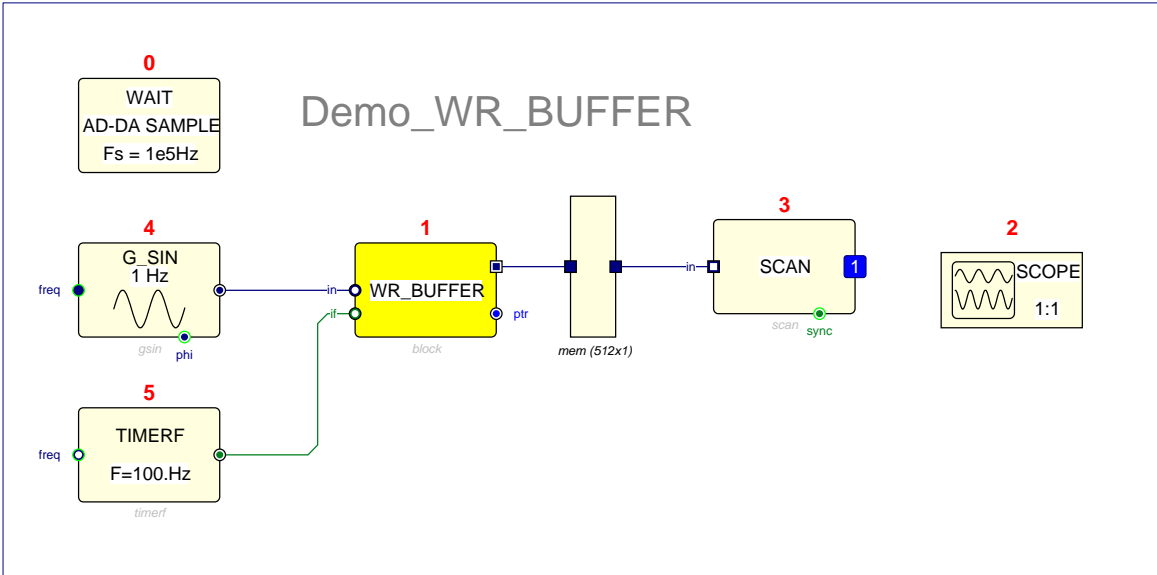 0
WAIT
AD-DA SAMPLE
Fs = 1e5Hz
Demo_WR_BUFFER
4
G_SIN
1 Hz
freq
phi
gsin
1
in
if
WR_BUFFER
ptr
block
mem (512x1)
3
in
SCAN
1
scan
sync
2
SCOPE
1:1
5
TIMERF
freq
F=100.Hz
timerf